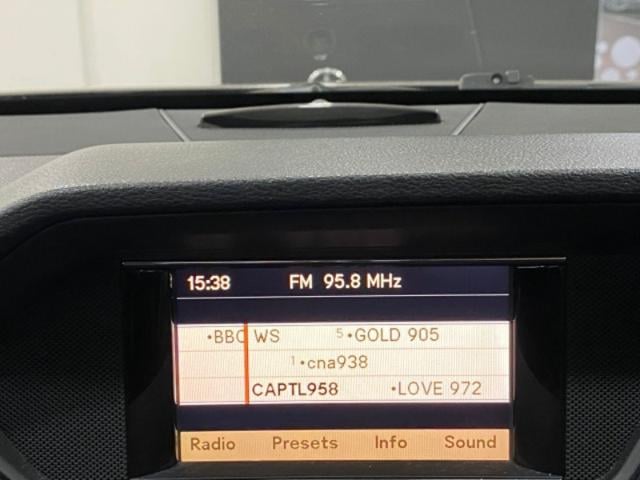 15:38 FM 95.8 MHz
•BBC WS 5•GOLD 905
1•cna938
CAPTL958 •LOVE 972
Radio Presets Info Sound